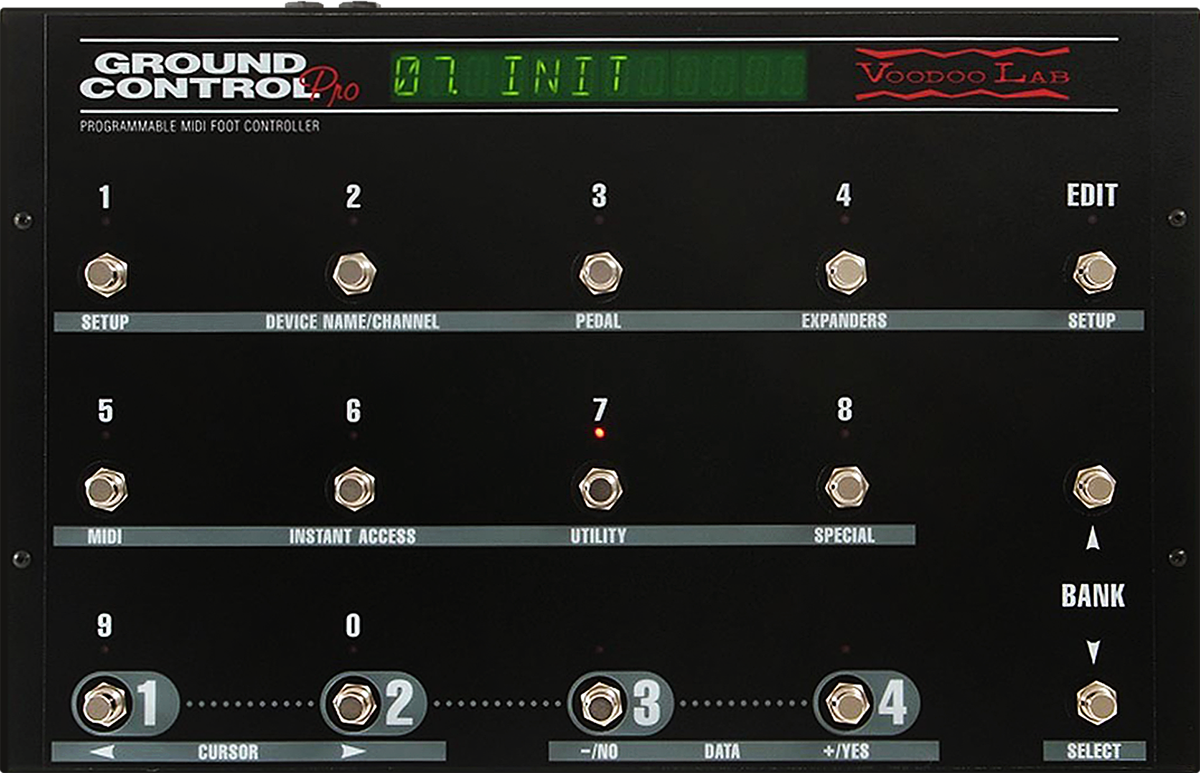 GROUND
CONTROL Pro
07. INIT
VOODOO LAB
PROGRAMMABLE MIDI FOOT CONTROLLER
1 2 3 4 EDIT
SETUP DEVICE NAME/CHANNEL PEDAL EXPANDERS SETUP
5 6 7 8
MIDI INSTANT ACCESS UTILITY SPECIAL
BANK
9 0
1 2 3 4
CURSOR -/NO DATA +/YES SELECT